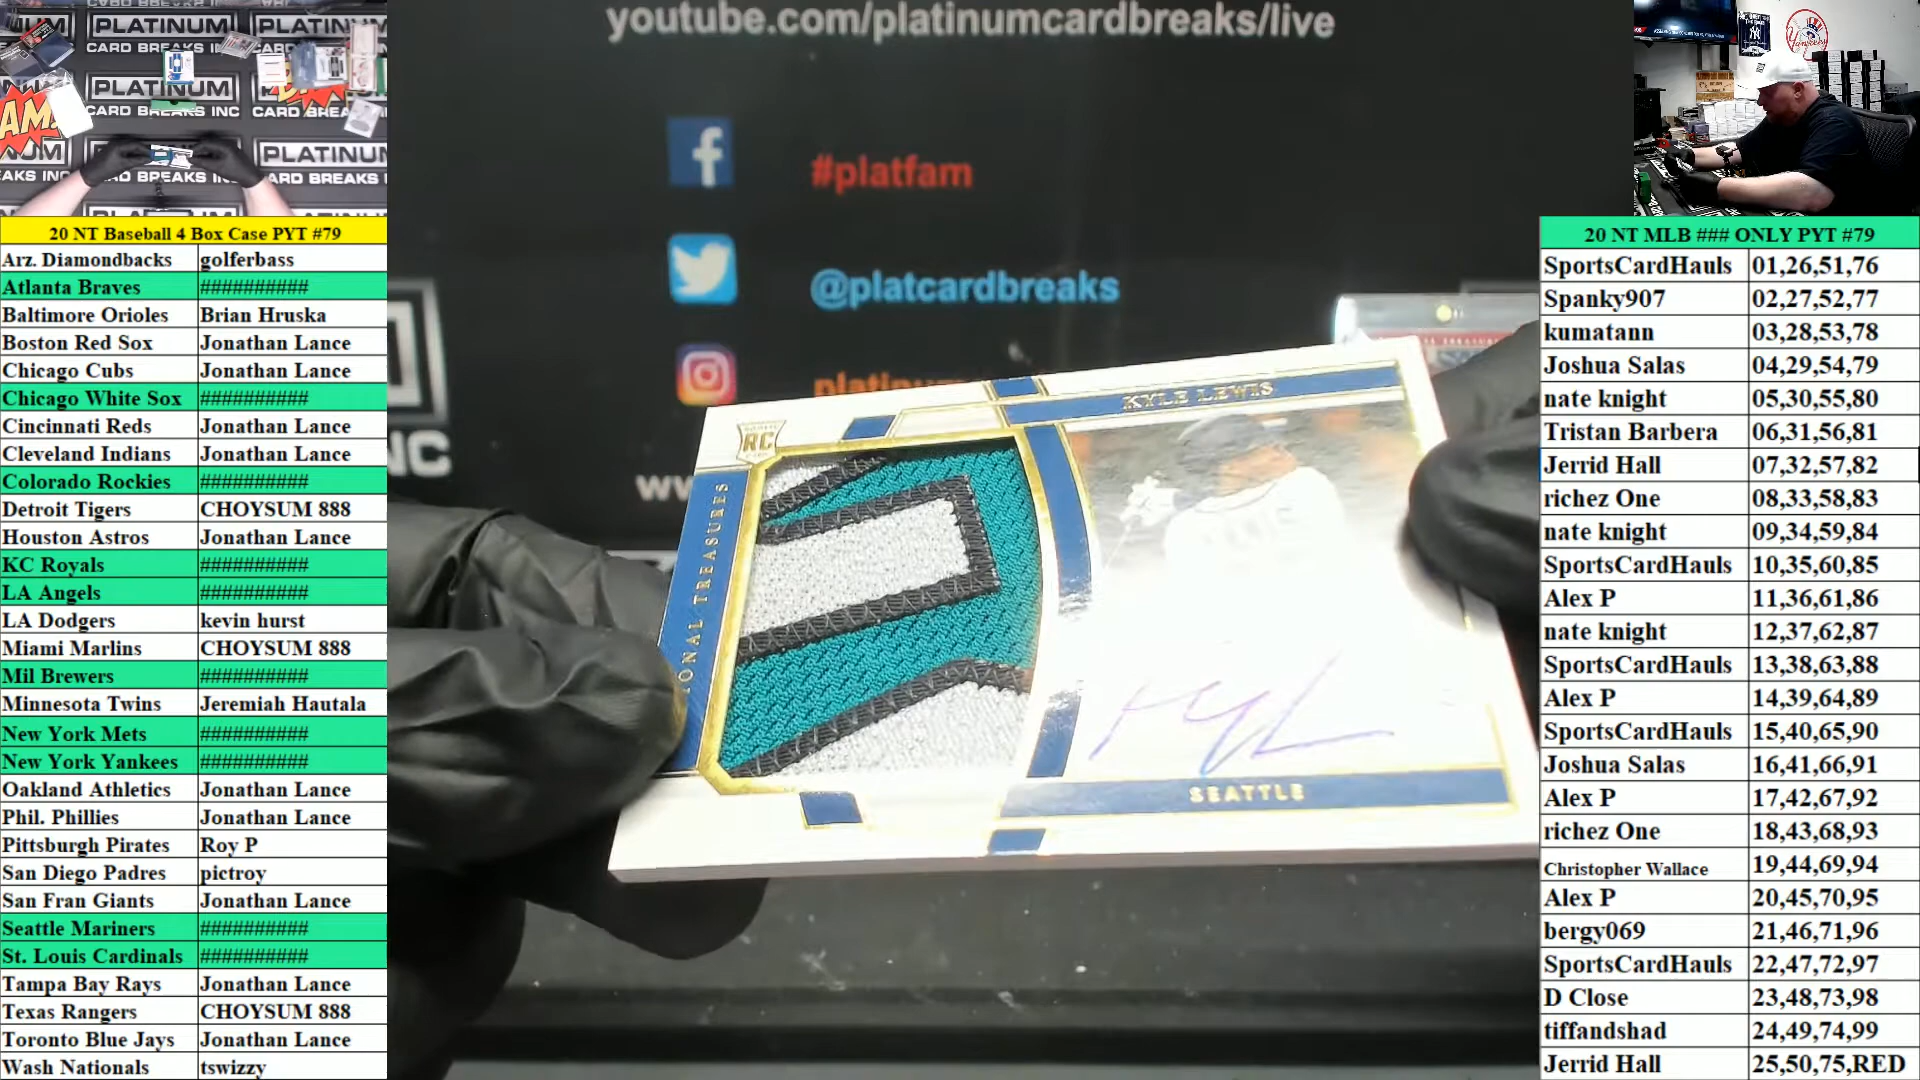 youtube.com/platinumcardbreaks/live
#platfam
@platcardbreaks
PLATINUM
CARD BREAKS INC
20 NT Baseball 4 Box Case PYT #79
Arz. Diamondbacks golferbass
Atlanta Braves ##########
Baltimore Orioles Brian Hruska
Boston Red Sox Jonathan Lance
Chicago Cubs Jonathan Lance
Chicago White Sox ##########
Cincinnati Reds Jonathan Lance
Cleveland Indians Jonathan Lance
Colorado Rockies ##########
Detroit Tigers CHOYSUM 888
Houston Astros Jonathan Lance
KC Royals ##########
LA Angels ##########
LA Dodgers kevin hurst
Miami Marlins CHOYSUM 888
Mil Brewers ##########
Minnesota Twins Jeremiah Hautala
New York Mets ##########
New York Yankees ##########
Oakland Athletics Jonathan Lance
Phil. Phillies Jonathan Lance
Pittsburgh Pirates Roy P
San Diego Padres pictroy
San Fran Giants Jonathan Lance
Seattle Mariners ##########
St. Louis Cardinals ##########
Tampa Bay Rays Jonathan Lance
Texas Rangers CHOYSUM 888
Toronto Blue Jays Jonathan Lance
Wash Nationals tswizzy
RC
KYLE LEWIS
TREASURES
SEATTLE
20 NT MLB ### ONLY PYT #79
SportsCardHauls 01,26,51,76
Spanky907 02,27,52,77
kumatann 03,28,53,78
Joshua Salas 04,29,54,79
nate knight 05,30,55,80
Tristan Barbera 06,31,56,81
Jerrid Hall 07,32,57,82
richez One 08,33,58,83
nate knight 09,34,59,84
SportsCardHauls 10,35,60,85
Alex P 11,36,61,86
nate knight 12,37,62,87
SportsCardHauls 13,38,63,88
Alex P 14,39,64,89
SportsCardHauls 15,40,65,90
Joshua Salas 16,41,66,91
Alex P 17,42,67,92
richez One 18,43,68,93
Christopher Wallace 19,44,69,94
Alex P 20,45,70,95
bergy069 21,46,71,96
SportsCardHauls 22,47,72,97
D Close 23,48,73,98
tiffandshad 24,49,74,99
Jerrid Hall 25,50,75,RED